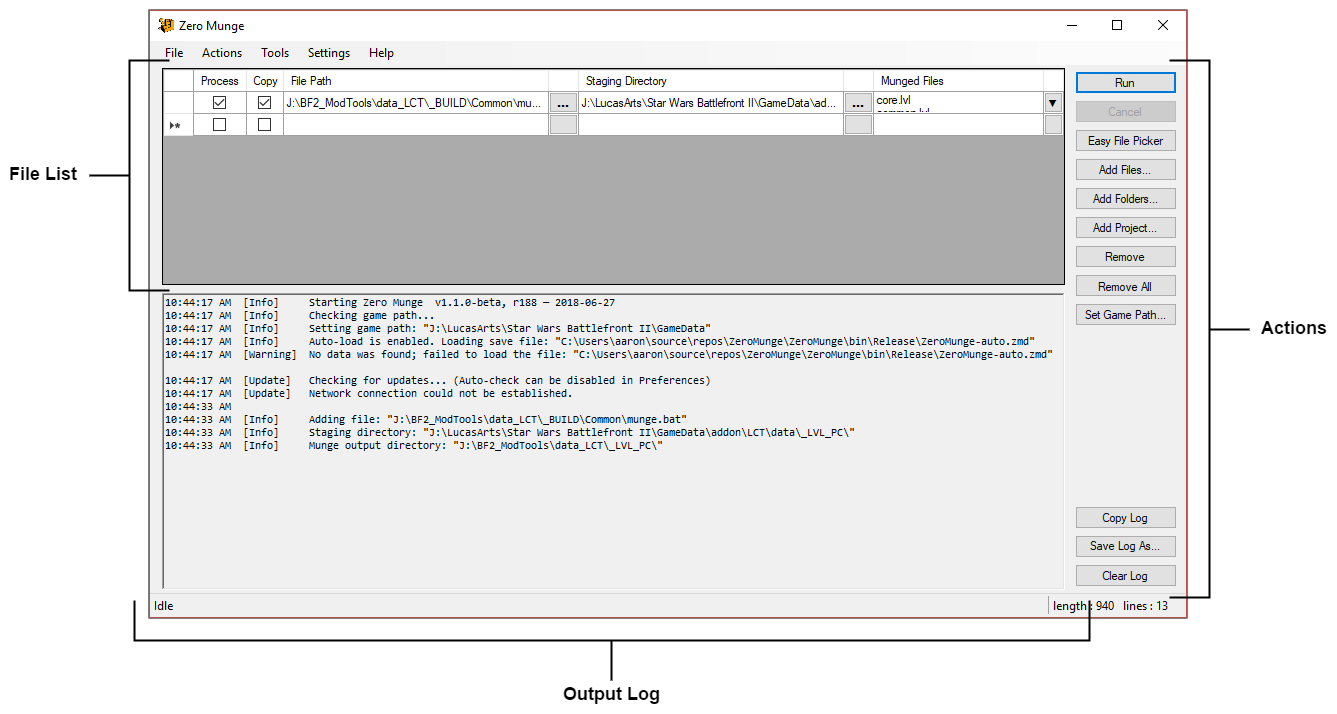 Zero Munge
File Actions Tools Settings Help
Process Copy File Path Staging Directory Munged Files
J:\BF2_ModTools\data_LCT\_BUILD\Common\mu... ... J:\LucasArts\Star Wars Battlefront II\GameData\ad... ... core.lvl
Run
Cancel
Easy File Picker
Add Files...
Add Folders...
Add Project...
Remove
Remove All
Set Game Path...
File List
10:44:17 AM [Info] Starting Zero Munge v1.1.0-beta, r188 — 2018-06-27
10:44:17 AM [Info] Checking game path...
10:44:17 AM [Info] Setting game path: "J:\LucasArts\Star Wars Battlefront II\GameData"
10:44:17 AM [Info] Auto-load is enabled. Loading save file: "C:\Users\aaron\source\repos\ZeroMunge\ZeroMunge\bin\Release\ZeroMunge-auto.zmd"
10:44:17 AM [Warning] No data was found; failed to load the file: "C:\Users\aaron\source\repos\ZeroMunge\ZeroMunge\bin\Release\ZeroMunge-auto.zmd"
10:44:17 AM [Update] Checking for updates... (Auto-check can be disabled in Preferences)
10:44:17 AM [Update] Network connection could not be established.
10:44:33 AM
10:44:33 AM [Info] Adding file: "J:\BF2_ModTools\data_LCT\_BUILD\Common\munge.bat"
10:44:33 AM [Info] Staging directory: "J:\LucasArts\Star Wars Battlefront II\GameData\addon\LCT\data\_LVL_PC\"
10:44:33 AM [Info] Munge output directory: "J:\BF2_ModTools\data_LCT\_LVL_PC\"
Actions
Copy Log
Save Log As...
Clear Log
Idle length : 940 lines : 13
Output Log